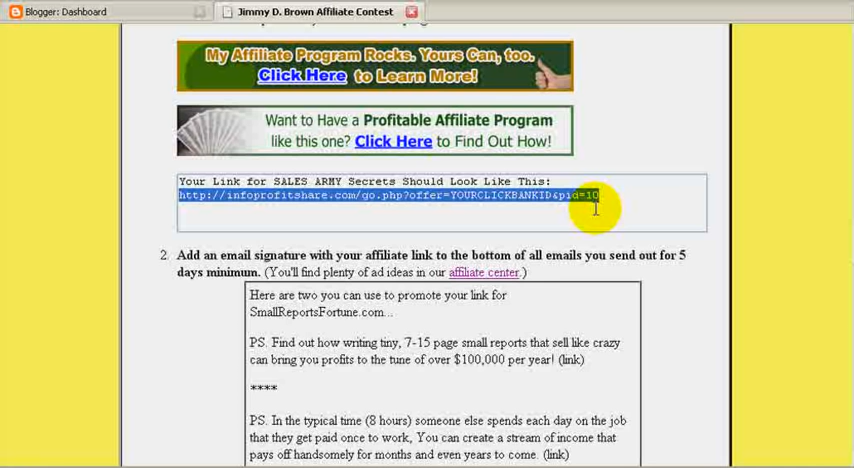 Blogger: Dashboard
Jimmy D. Brown Affiliate Contest
My Affiliate Program Rocks. Yours Can, too.
Click Here to Learn More!
Want to Have a Profitable Affiliate Program
like this one? Click Here to Find Out How!
Your Link for SALES ARMY Secrets Should Look Like This:
http://infoprofitshare.com/go.php?offer=YOURCLICKBANKID&pid=10
2. Add an email signature with your affiliate link to the bottom of all emails you send out for 5
days minimum. (You'll find plenty of ad ideas in our affiliate center.)
Here are two you can use to promote your link for
SmallReportsFortune.com...
PS. Find out how writing tiny, 7-15 page small reports that sell like crazy
can bring you profits to the tune of over $100,000 per year! (link)
****
PS. In the typical time (8 hours) someone else spends each day on the job
that they get paid once to work, You can create a stream of income that
pays off handsomely for months and even years to come. (link)